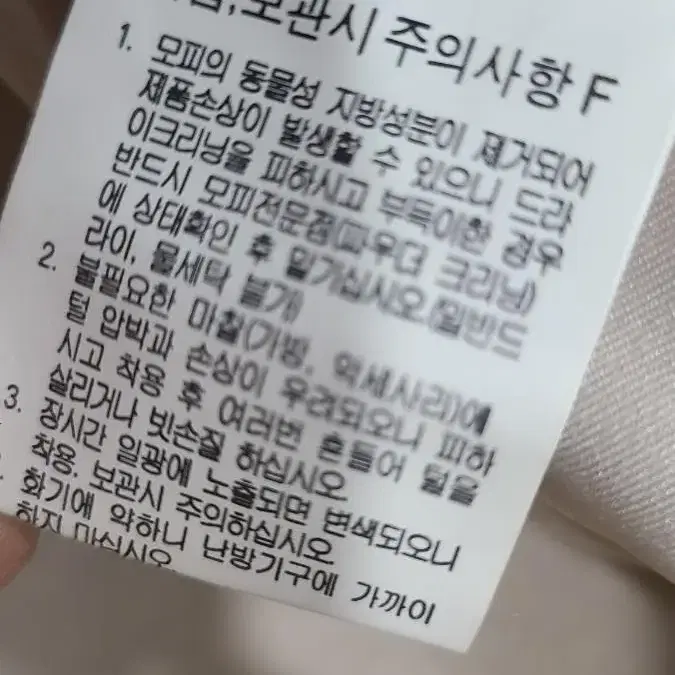 보관시 주의사항 F
1. 모피의 동물성 지방성분이 제거되어
제품손상이 발생할 수 있으니 드라
이크리닝을 피하시고 부득이한 경우
반드시 모피전문점(파우더 크리닝)
에 상태확인 후 맡기십시오.(일반드
라이, 물세탁 불가)
2. 불필요한 마찰(가방, 악세사리)에
털 압박과 손상이 우려되오니 피하
시고 착용 후 여러번 흔들어 털을
살리거나 빗손질 하십시오
3. 장시간 일광에 노출되면 변색되오니
착용, 보관시 주의하십시오
화기에 약하니 난방기구에 가까이
하지 마십시오